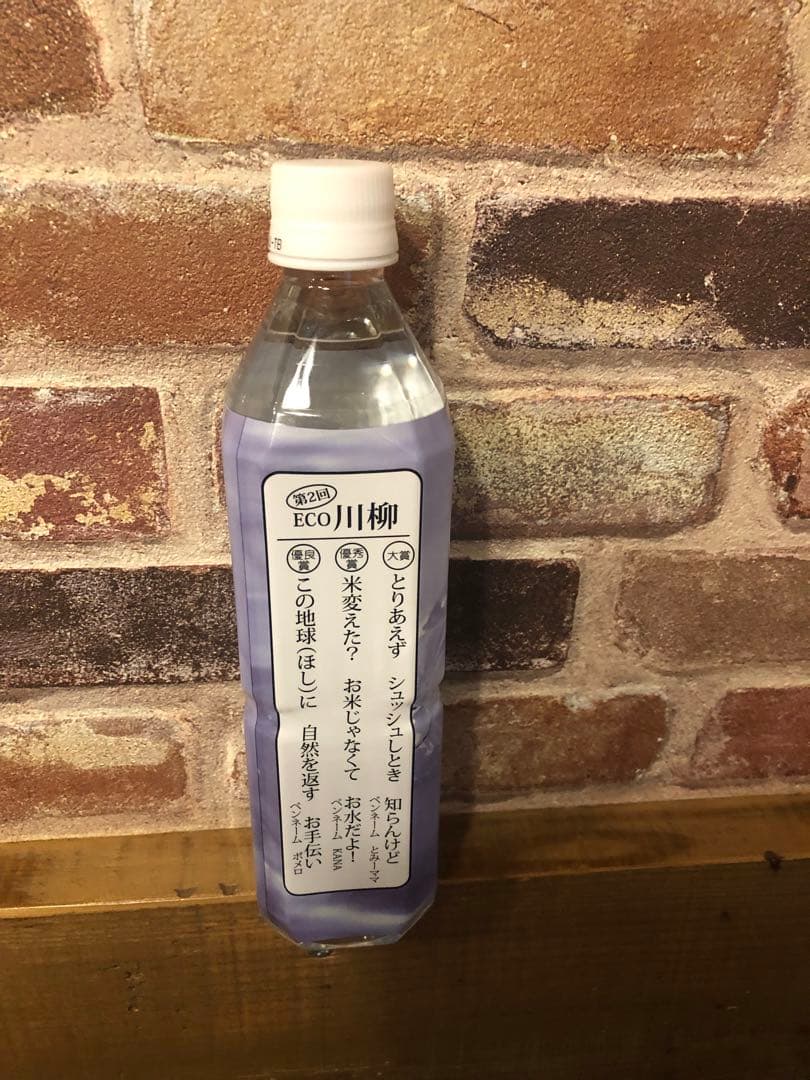 第2回
ECO川柳
大賞
とりあえず シュッシュしとき 知らんけど
ペンネーム とみーママ
優秀賞
米変えた? お米じゃなくて お水だよ!
ペンネーム KANA
優良賞
この地球(ほし)に 自然を返す お手伝い
ペンネーム ポメロ